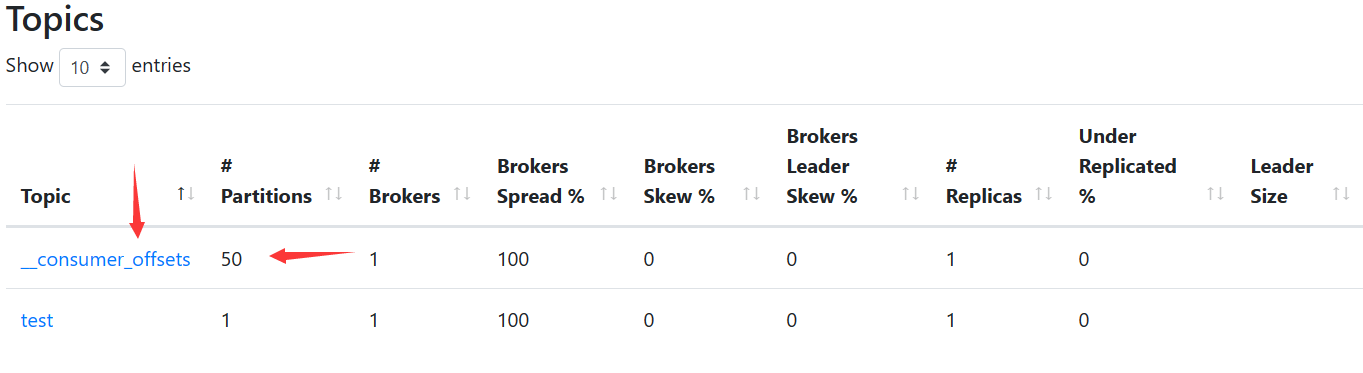 Topics
Show 10 entries
Topic # Partitions # Brokers Brokers Spread % Brokers Skew % Brokers Leader Skew % # Replicas Under Replicated % Leader Size
__consumer_offsets 50 1 100 0 0 1 0
test 1 1 100 0 0 1 0